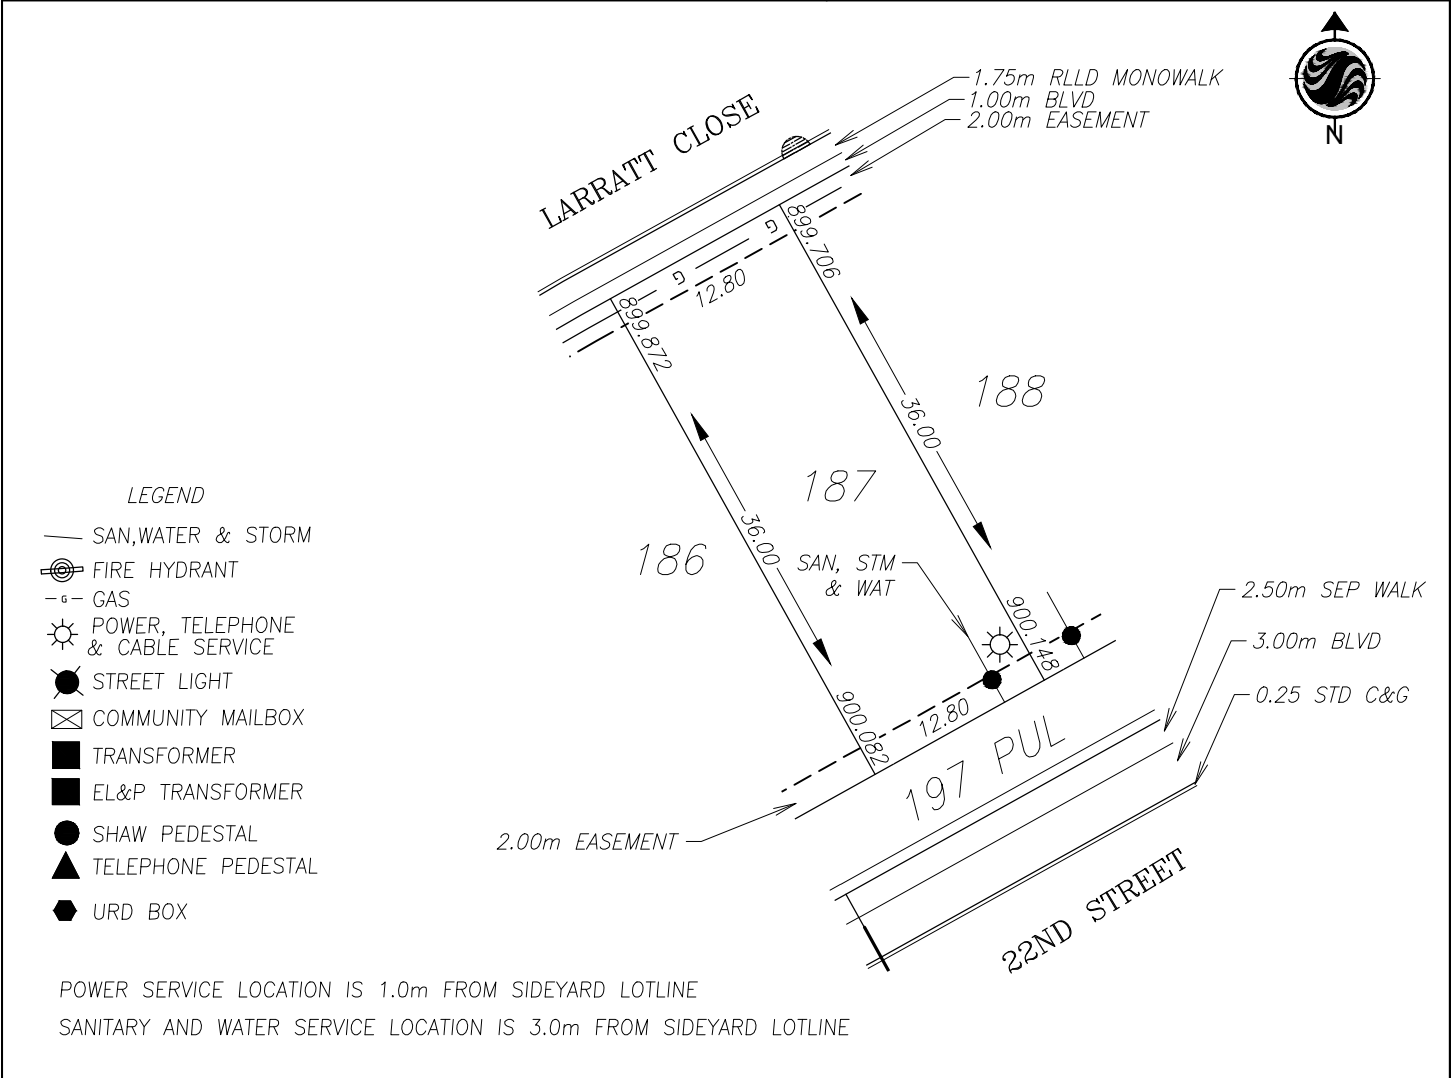 1.75m RLLD MONOWALK
1.00m BLVD
2.00m EASEMENT
N
LARRATT CLOSE
G
G
12.80
899.706
899.872
36.00
36.00
188
187
186
SAN, STM
& WAT
900.148
900.082
12.80
197 PUL
2.50m SEP WALK
3.00m BLVD
0.25 STD C&G
2.00m EASEMENT
22ND STREET
LEGEND
SAN,WATER & STORM
FIRE HYDRANT
G GAS
POWER, TELEPHONE
& CABLE SERVICE
STREET LIGHT
COMMUNITY MAILBOX
TRANSFORMER
EL&P TRANSFORMER
SHAW PEDESTAL
TELEPHONE PEDESTAL
URD BOX
POWER SERVICE LOCATION IS 1.0m FROM SIDEYARD LOTLINE
SANITARY AND WATER SERVICE LOCATION IS 3.0m FROM SIDEYARD LOTLINE